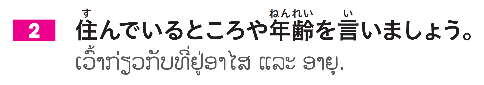 2 住んでいるところや年齢を言いましょう。
ເວົ້າກ່ຽວກັບທີ່ຢູ່ອາໄສ ແລະ ອາຍຸ.